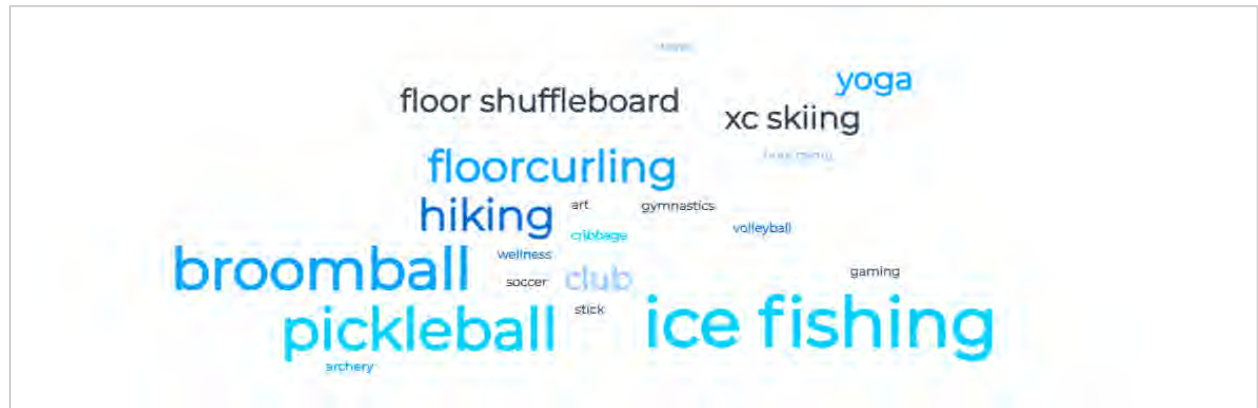 yoga
floor shuffleboard
xc skiing
floorcurling
hiking
art
gymnastics
volleyball
cribbage
broomball
wellness
club
gaming
soccer
stick
pickleball
ice fishing
archery